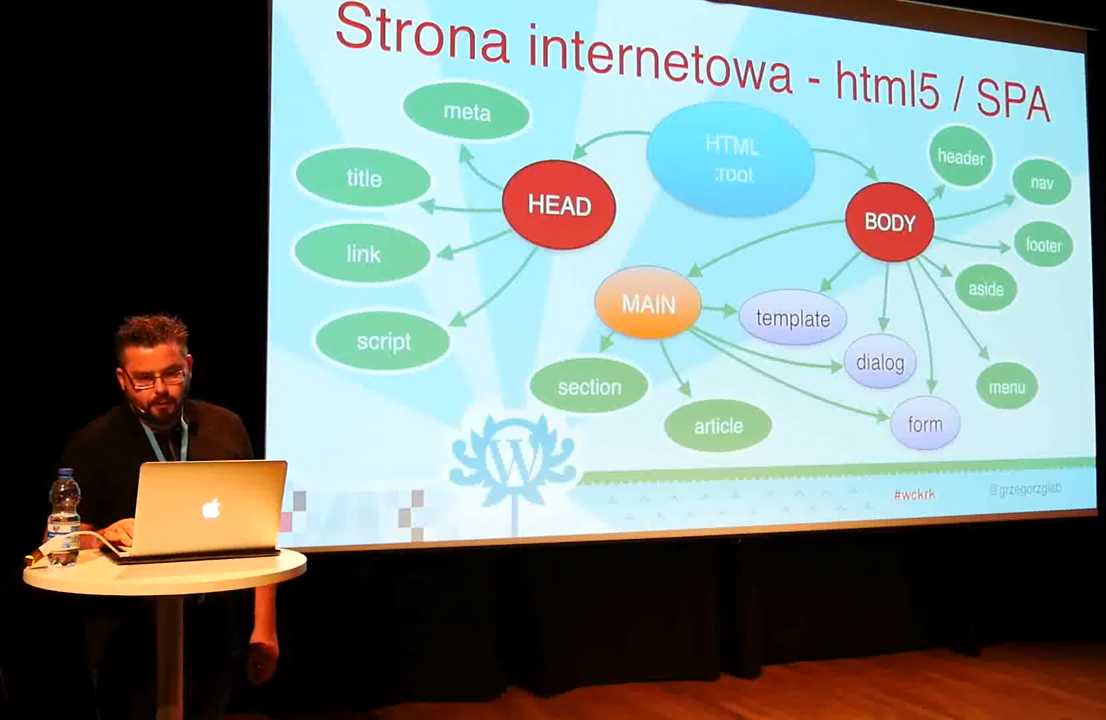 Strona internetowa - html5 / SPA
meta
HTML
:root
header
title
HEAD
nav
BODY
link
footer
MAIN
aside
template
script
dialog
section
menu
article
form
W
#wckrk